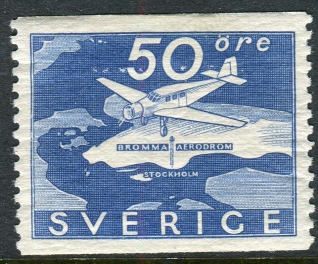 50 öre
BROMMA AERODROM
STOCKHOLM
SVERIGE